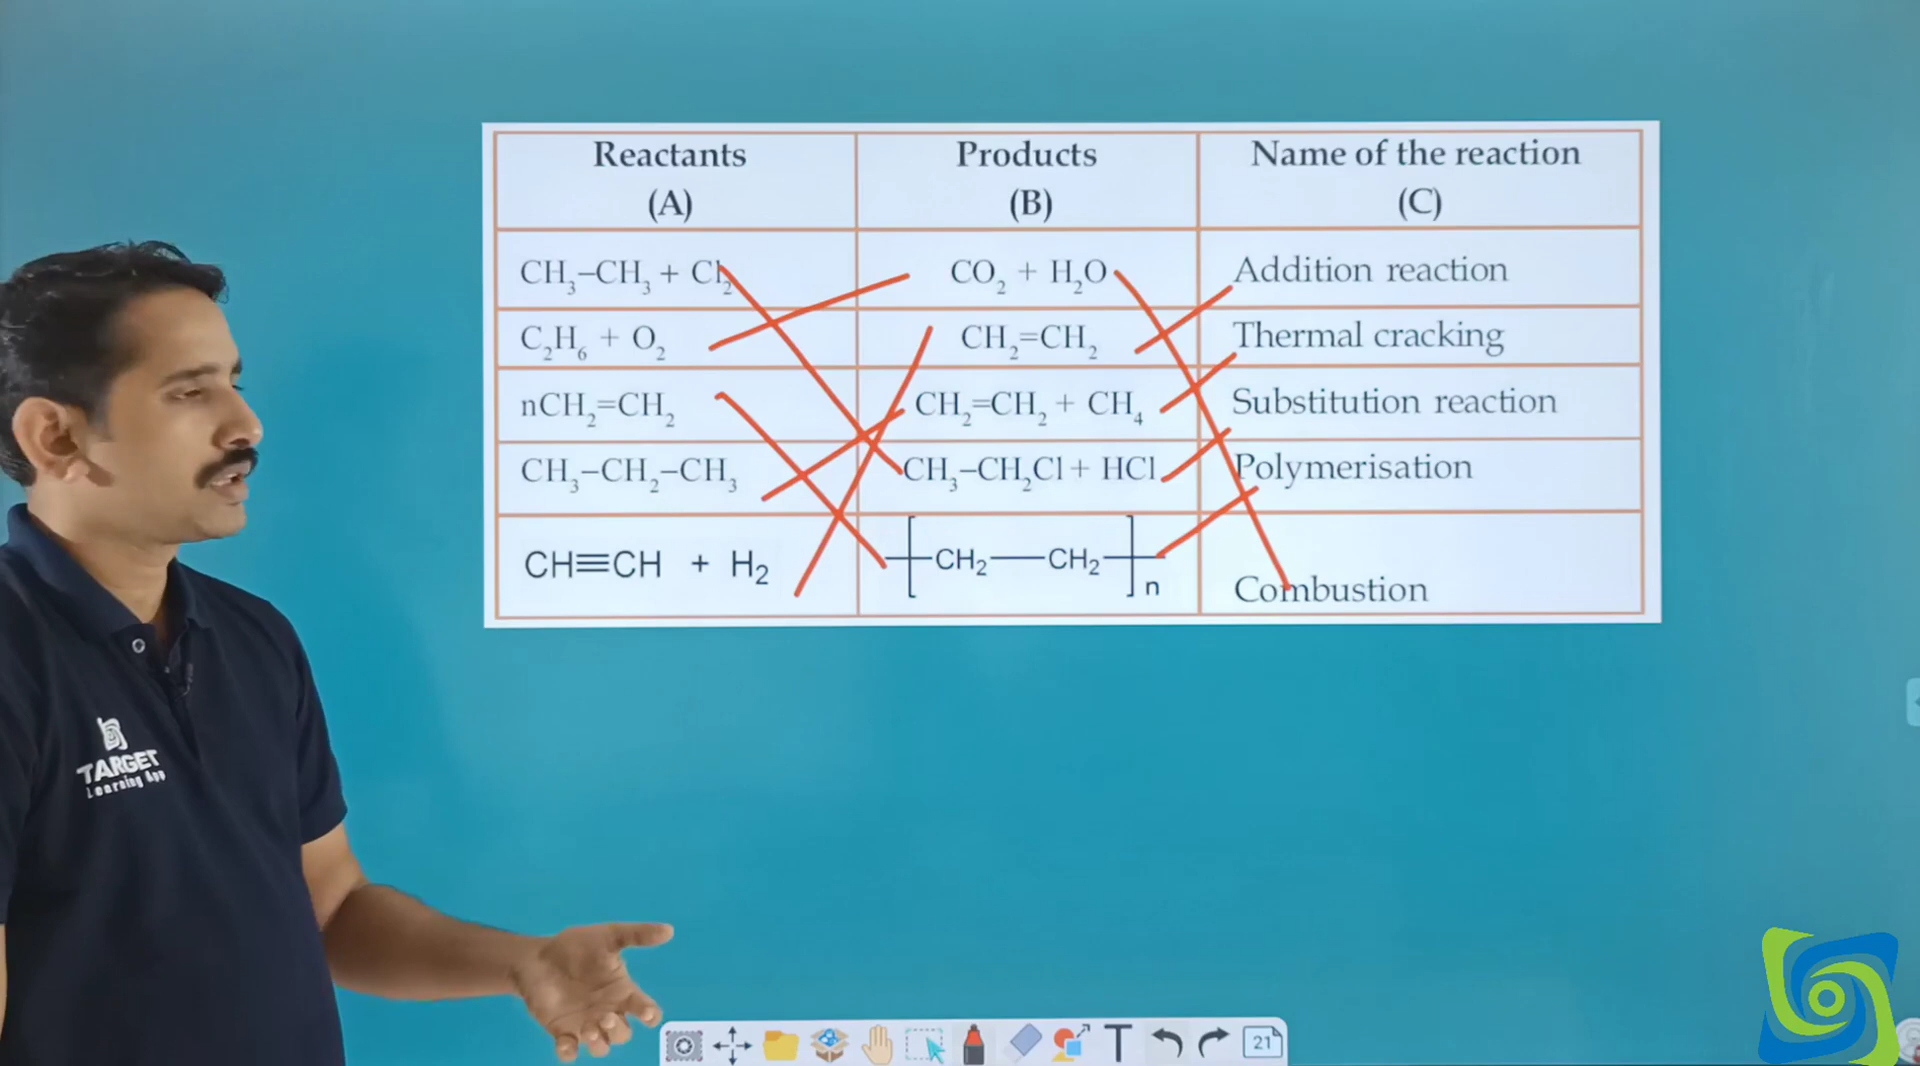 Reactants
(A)
Products
(B)
Name of the reaction
(C)
CH₃–CH₃ + Cl₂
CO₂ + H₂O
Addition reaction
C₂H₆ + O₂
CH₂=CH₂
Thermal cracking
nCH₂=CH₂
CH₂=CH₂ + CH₄
Substitution reaction
CH₃–CH₂–CH₃
CH₃–CH₂Cl + HCl
Polymerisation
CH≡CH + H₂
[CH₂—CH₂]n
Combustion
TARGET
Learning App
T
21